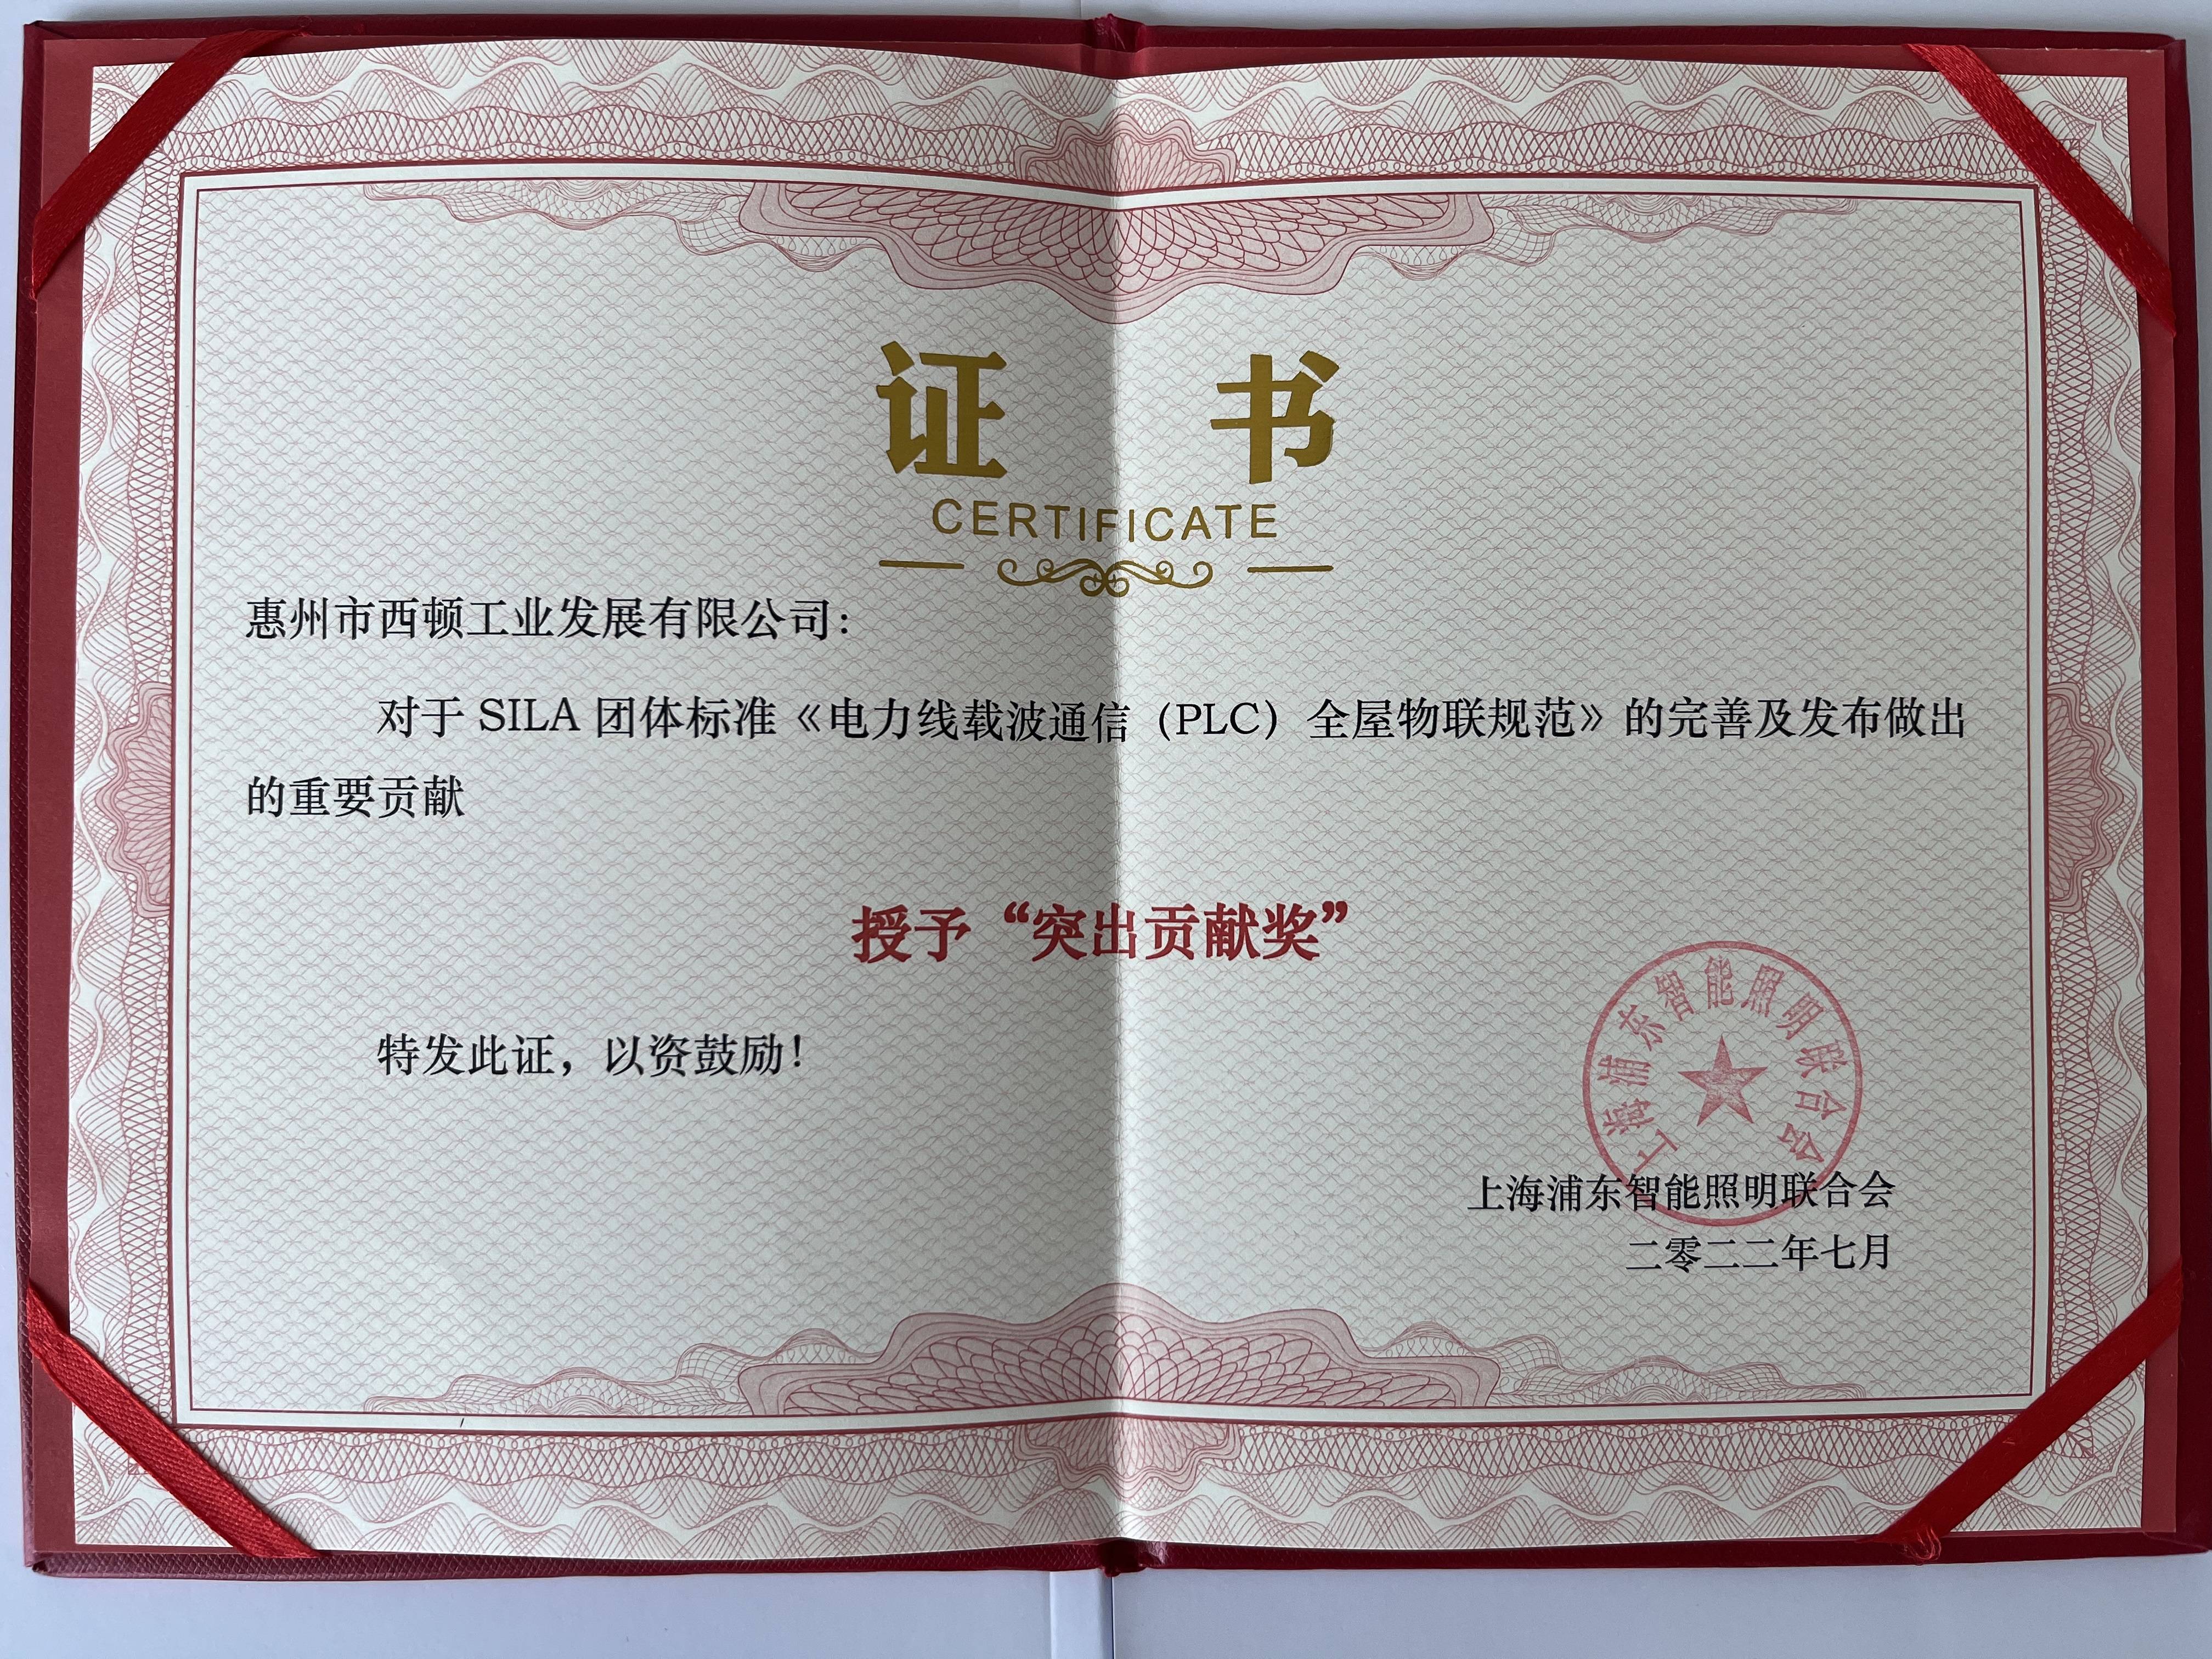 证 书
CERTIFICATE
惠州市西顿工业发展有限公司：
对于 SILA 团体标准《电力线载波通信（PLC）全屋物联规范》的完善及发布做出
的重要贡献
授予“突出贡献奖”
特发此证，以资鼓励！
上海浦东智能照明联合会
上海浦东智能照明联合会
二零二二年七月